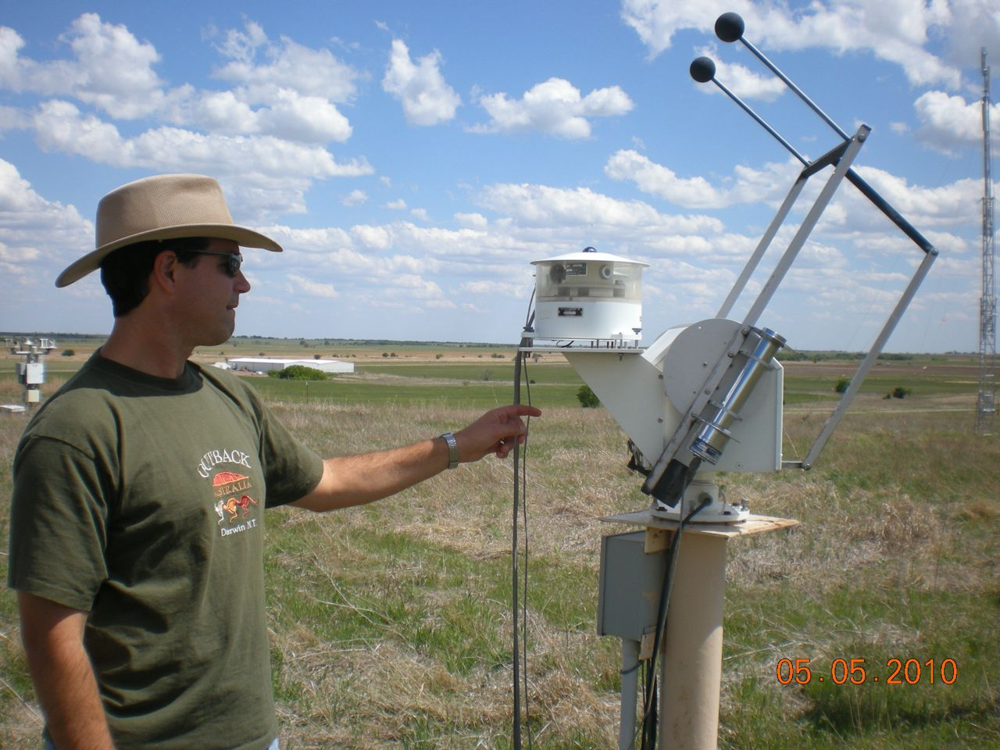 OUTBACK
AUSTRALIA
Darwin N.T.
05.05.2010